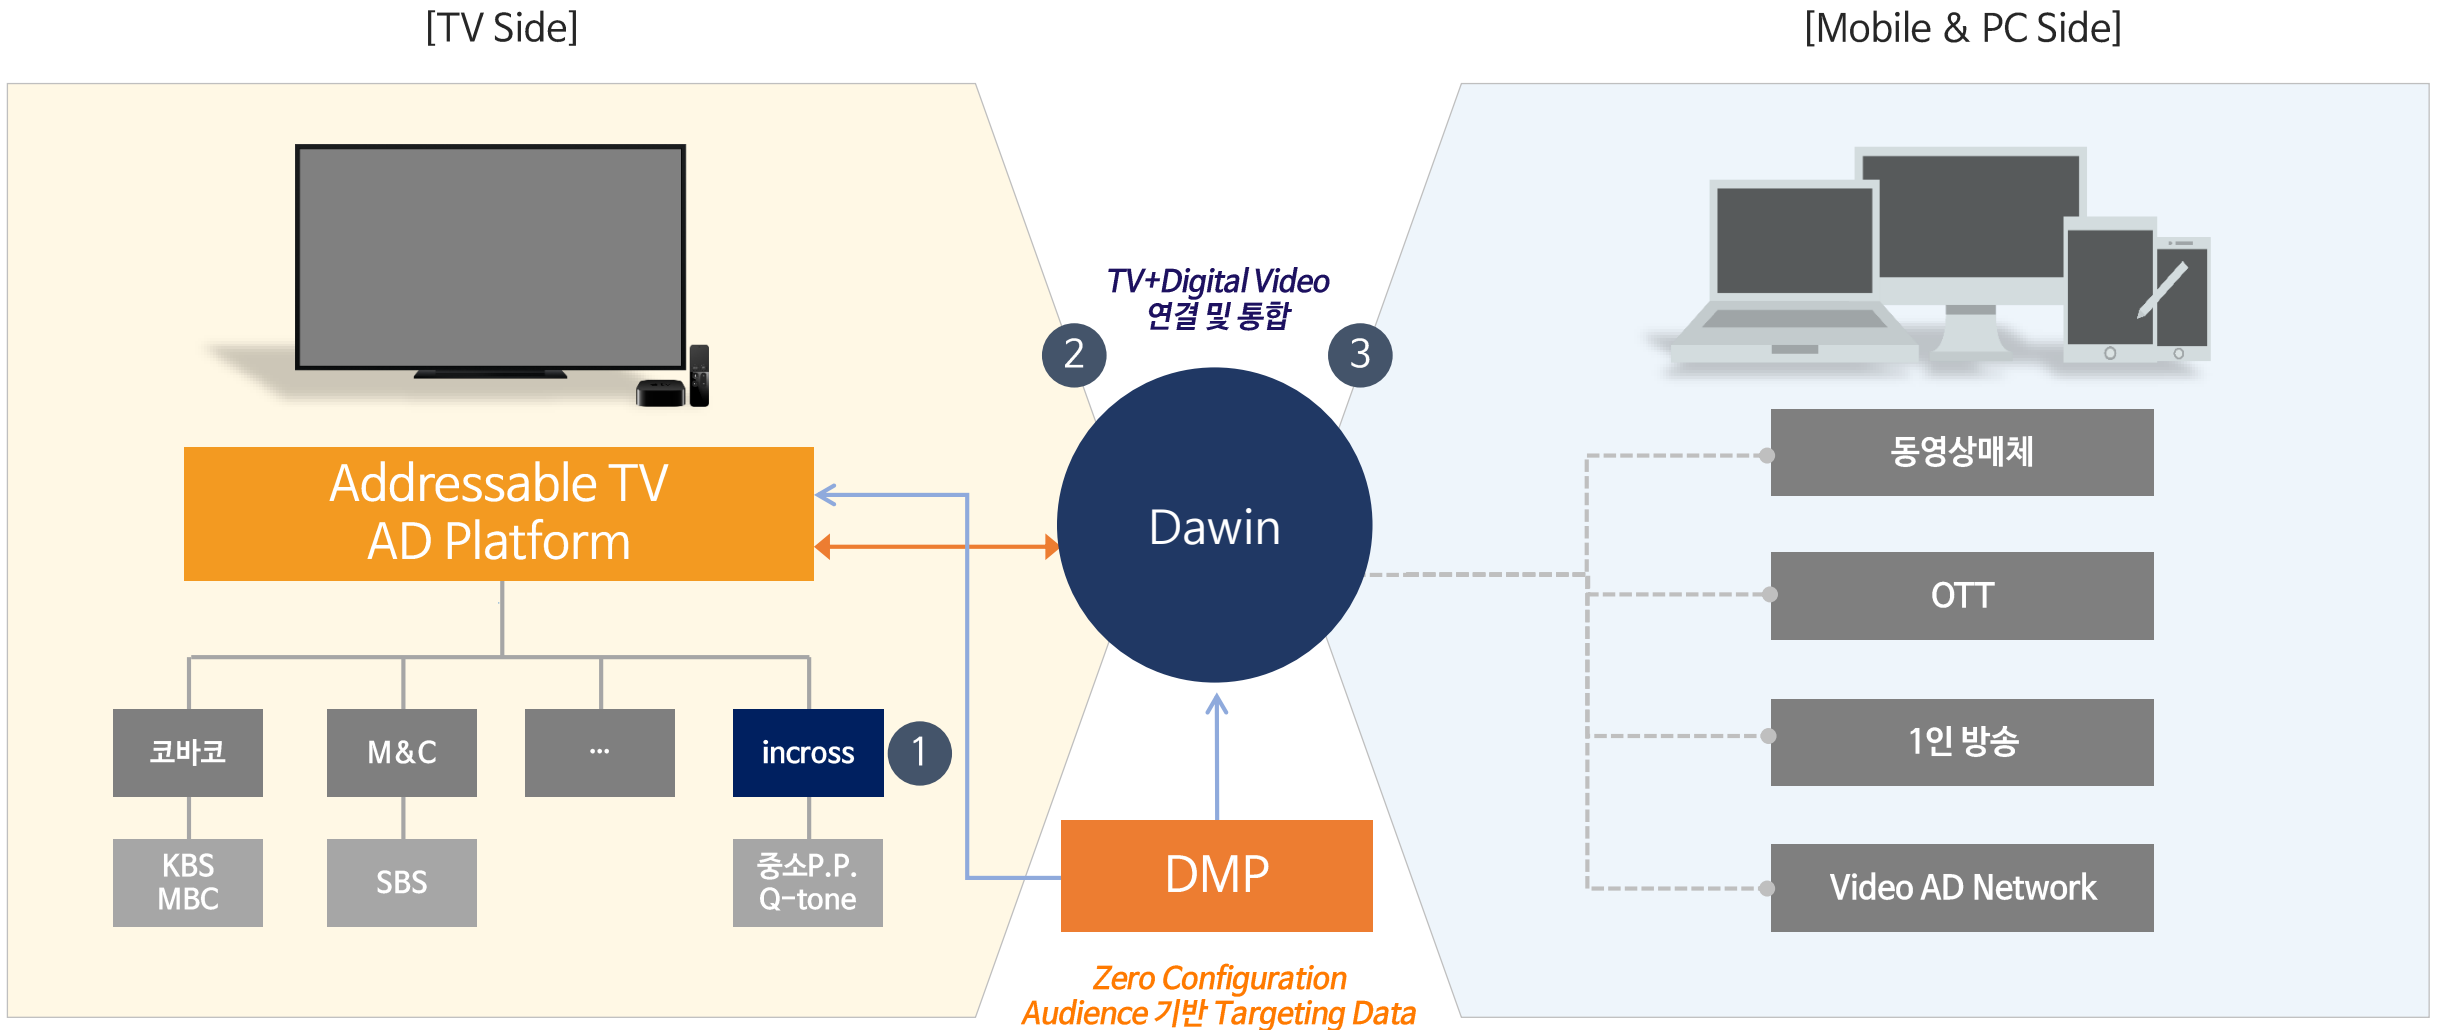 [TV Side]
[Mobile & PC Side]
TV+Digital Video
연결 및 통합
2
3
Addressable TV
AD Platform
Dawin
동영상매체
OTT
1인 방송
Video AD Network
코바코
M&C
...
incross
1
KBS
MBC
SBS
중소P.P.
Q-tone
DMP
Zero Configuration
Audience 기반 Targeting Data